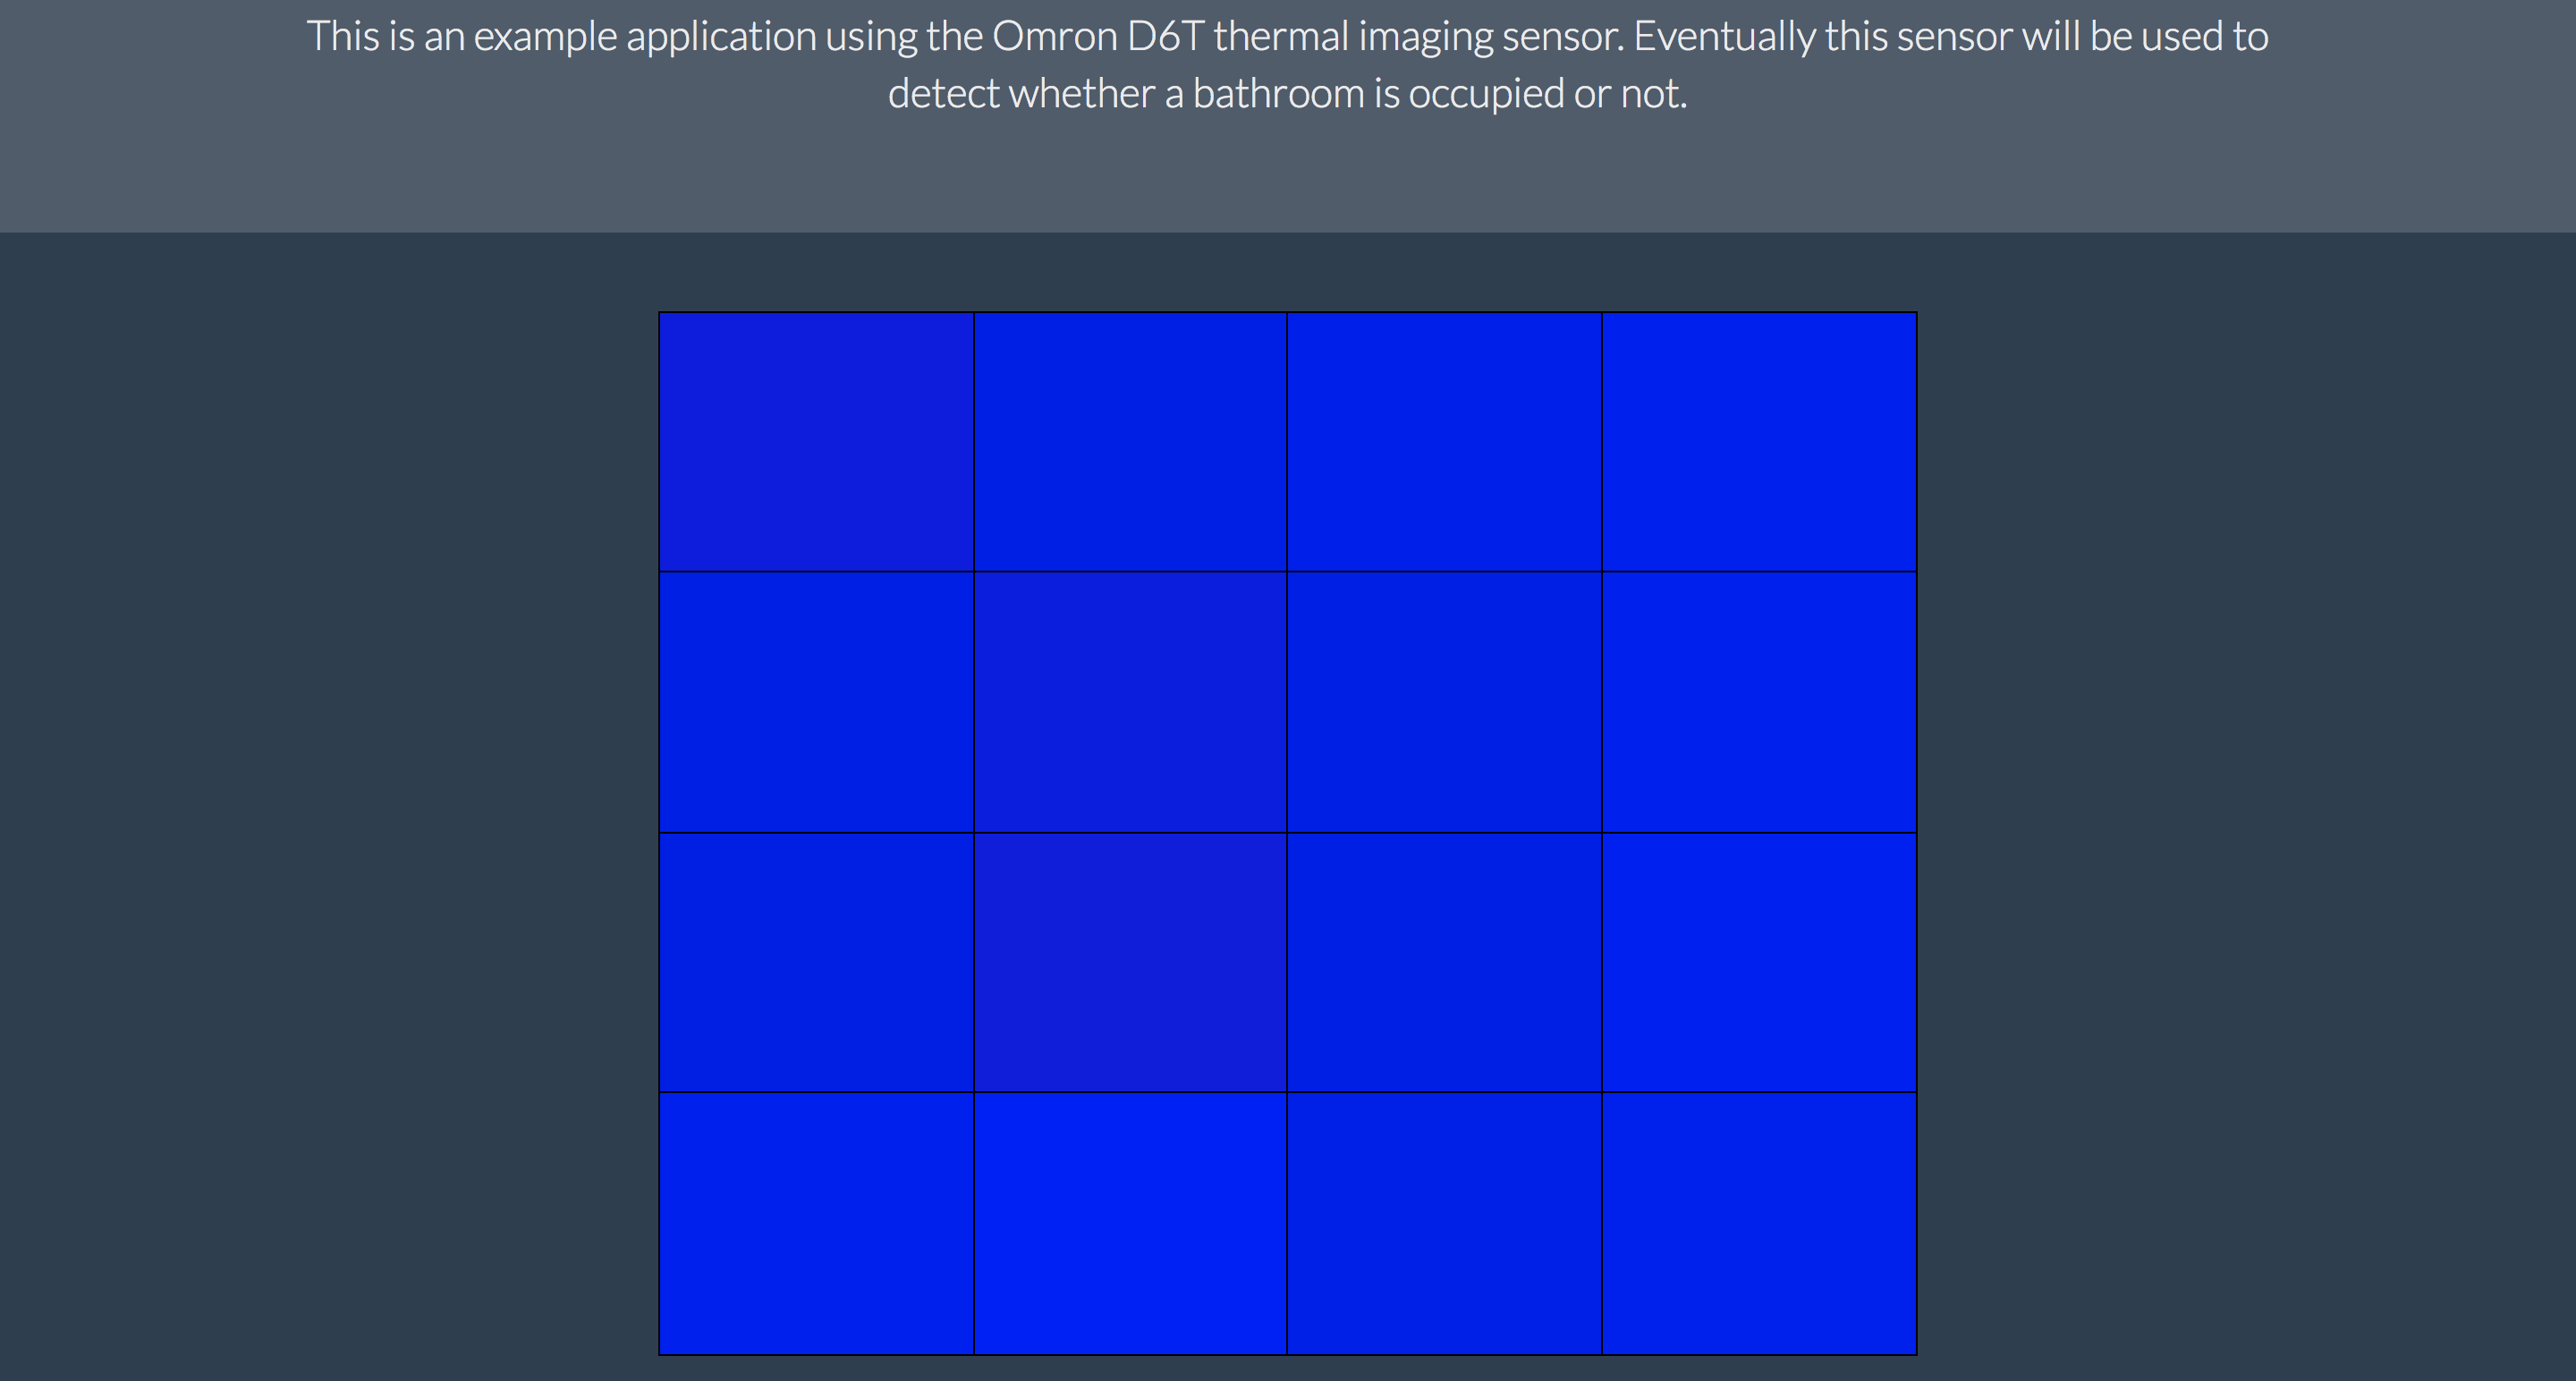 This is an example application using the Omron D6T thermal imaging sensor. Eventually this sensor will be used to
detect whether a bathroom is occupied or not.